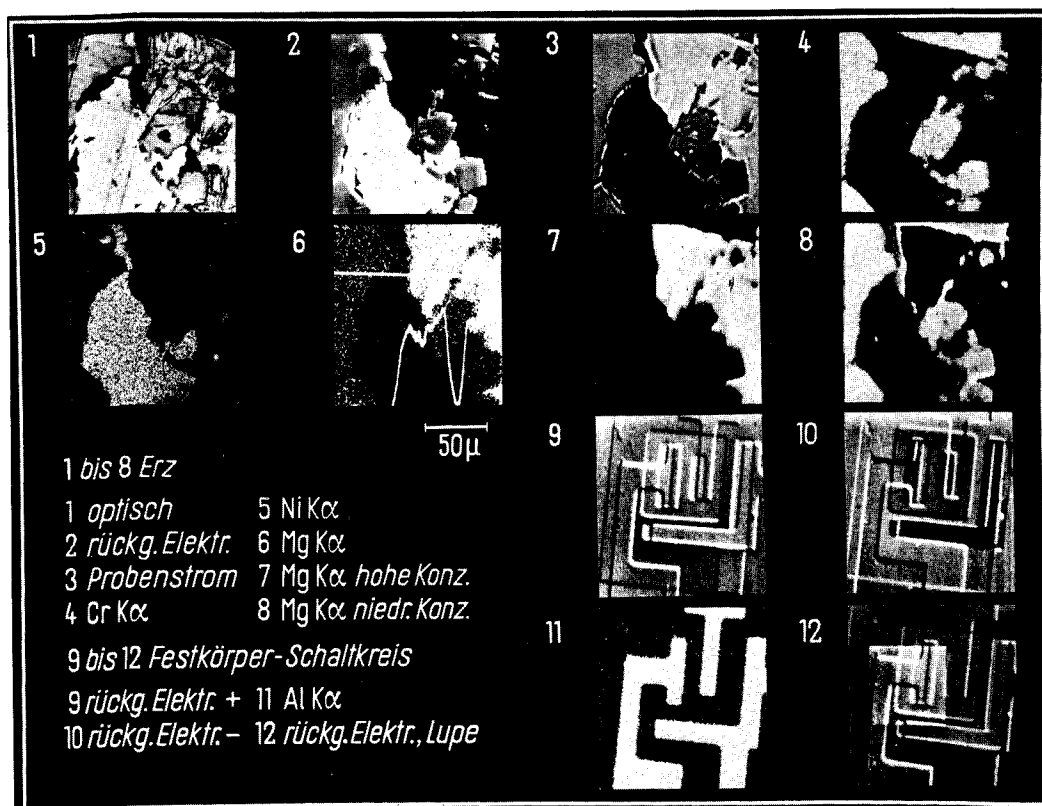 1
2
3
4
5
6
7
8
50µ
9
10
1 bis 8 Erz
1 optisch 5 Ni Kα
2 rückg. Elektr. 6 Mg Kα
3 Probenstrom 7 Mg Kα hohe Konz.
4 Cr Kα 8 Mg Kα niedr. Konz.
11
12
9 bis 12 Festkörper-Schaltkreis
9 rückg. Elektr. + 11 Al Kα
10 rückg. Elektr. – 12 rückg. Elektr., Lupe